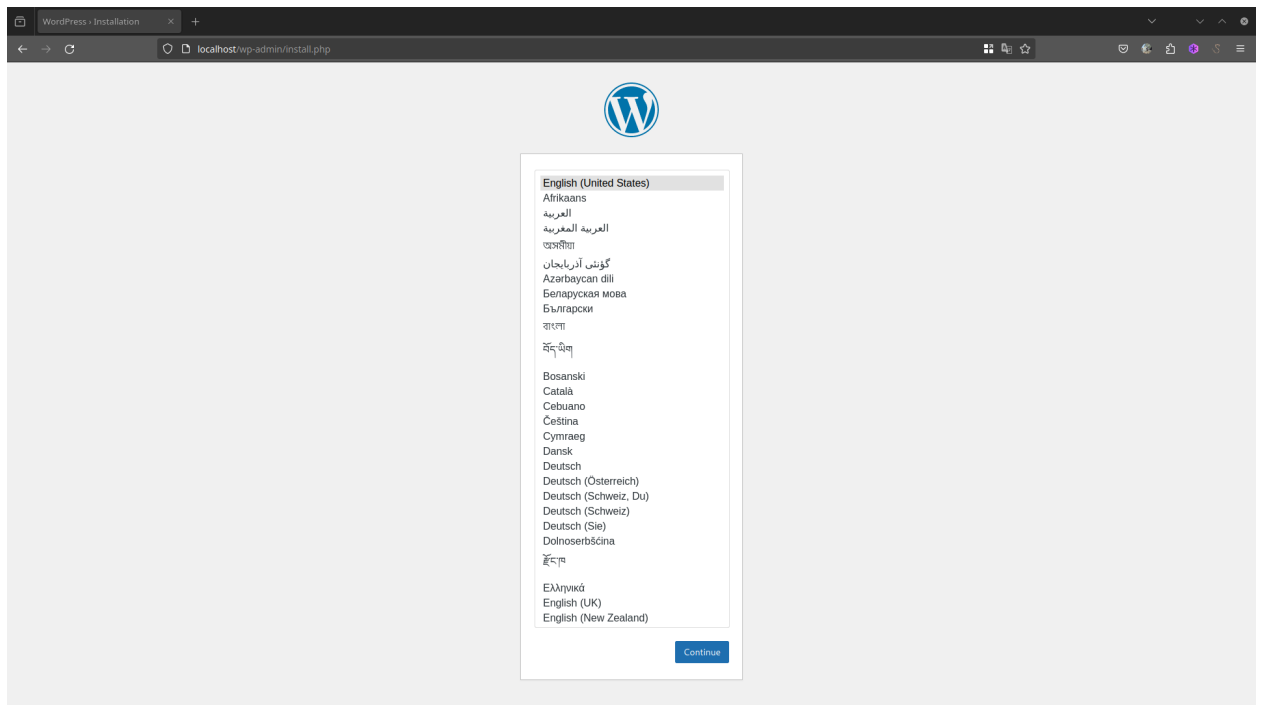 WordPress › Installation
localhost/wp-admin/install.php
English (United States)
Afrikaans
العربية
العربية المغربية
অসমীয়া
گؤنئی آذربایجان
Azərbaycan dili
Беларуская мова
Български
বাংলা
བོད་ཡིག
Bosanski
Català
Cebuano
Čeština
Cymraeg
Dansk
Deutsch
Deutsch (Österreich)
Deutsch (Schweiz, Du)
Deutsch (Schweiz)
Deutsch (Sie)
Dolnoserbšćina
རྫོང་ཁ
Ελληνικά
English (UK)
English (New Zealand)
Continue